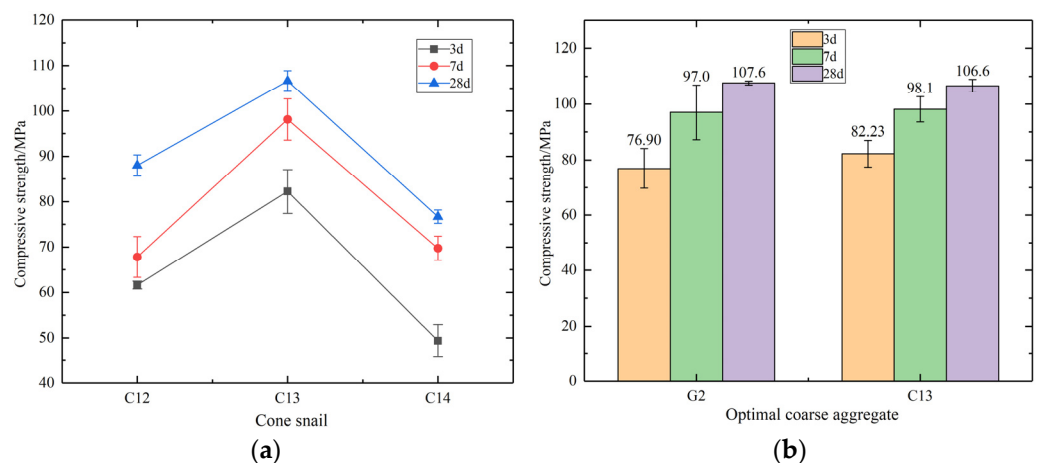 120
110
100
90
80
70
60
50
40
Compressive strength/MPa
3d
7d
28d
C12
C13
C14
Cone snail
(a)
120
100
80
60
40
20
0
Compressive strength/MPa
3d
7d
28d
76.90
97.0
107.6
82.23
98.1
106.6
G2
C13
Optimal coarse aggregate
(b)